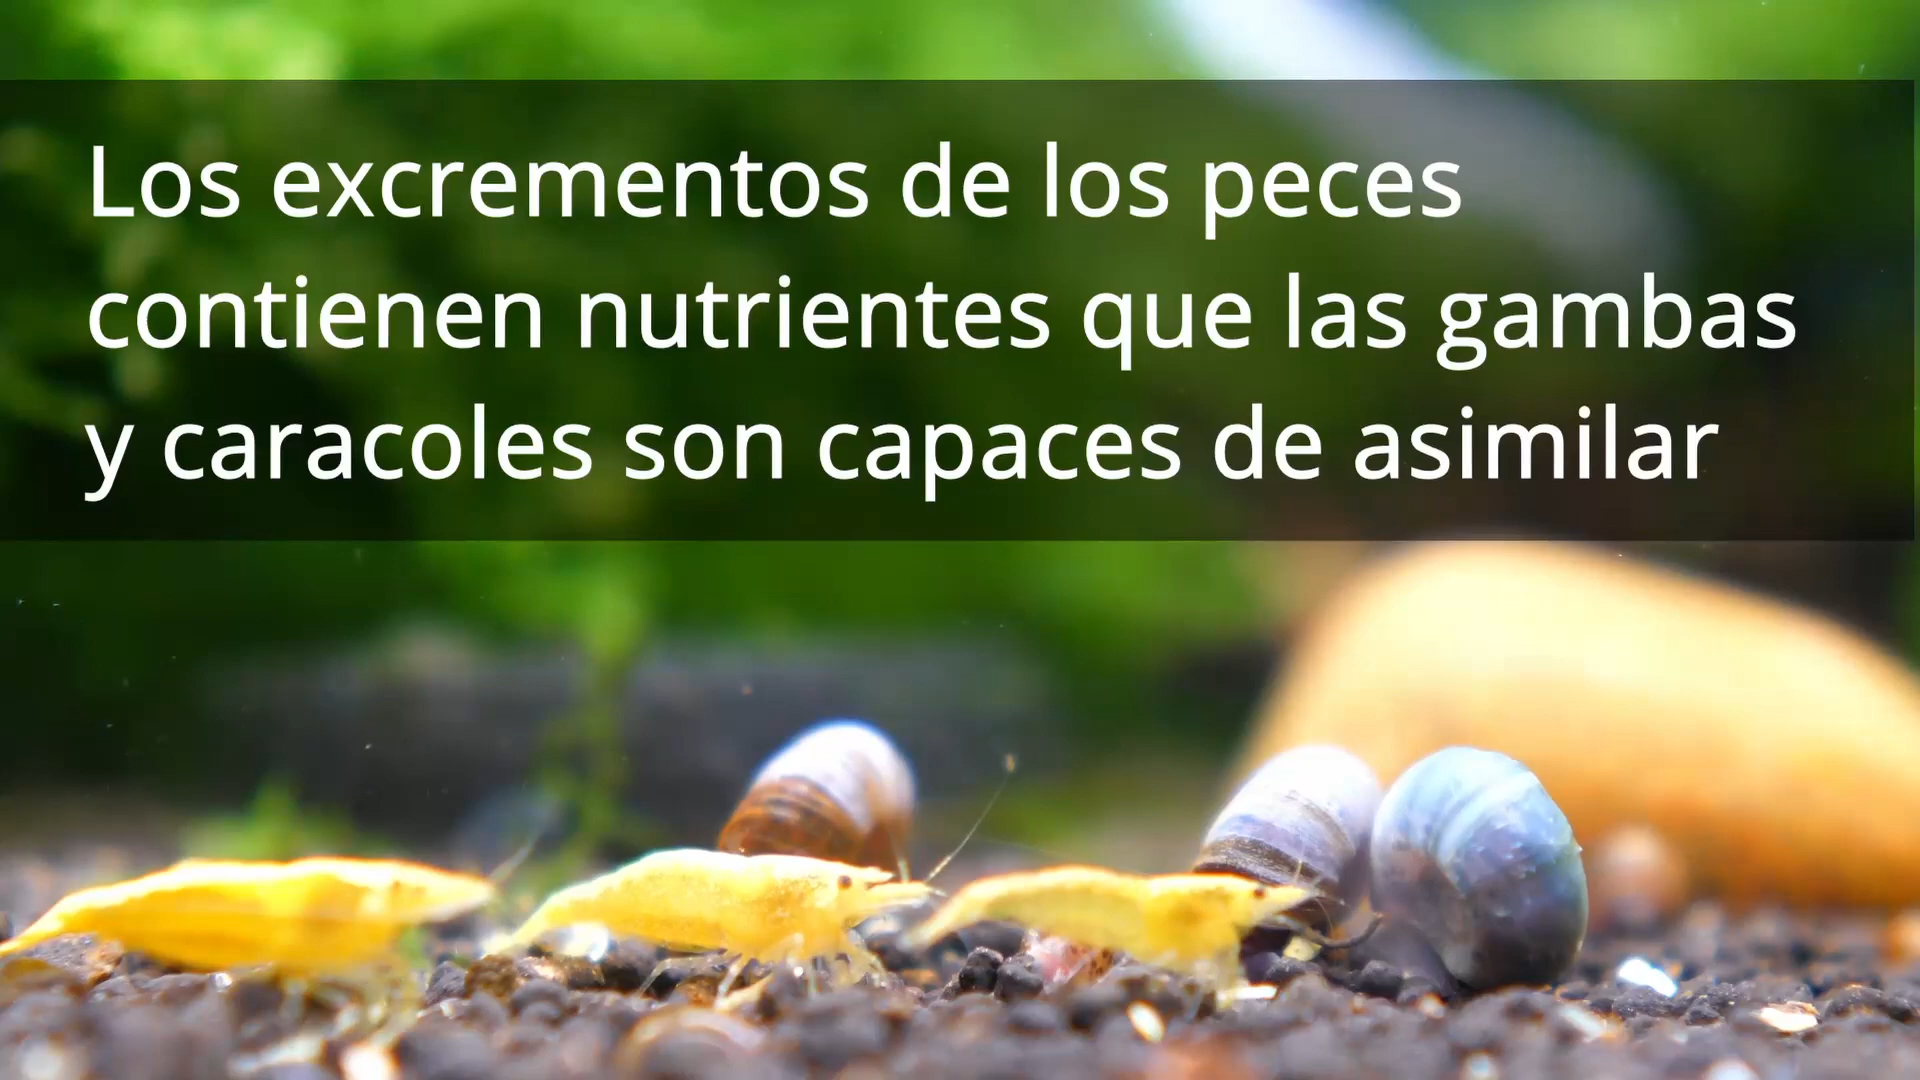 Los excrementos de los peces
contienen nutrientes que las gambas
y caracoles son capaces de asimilar